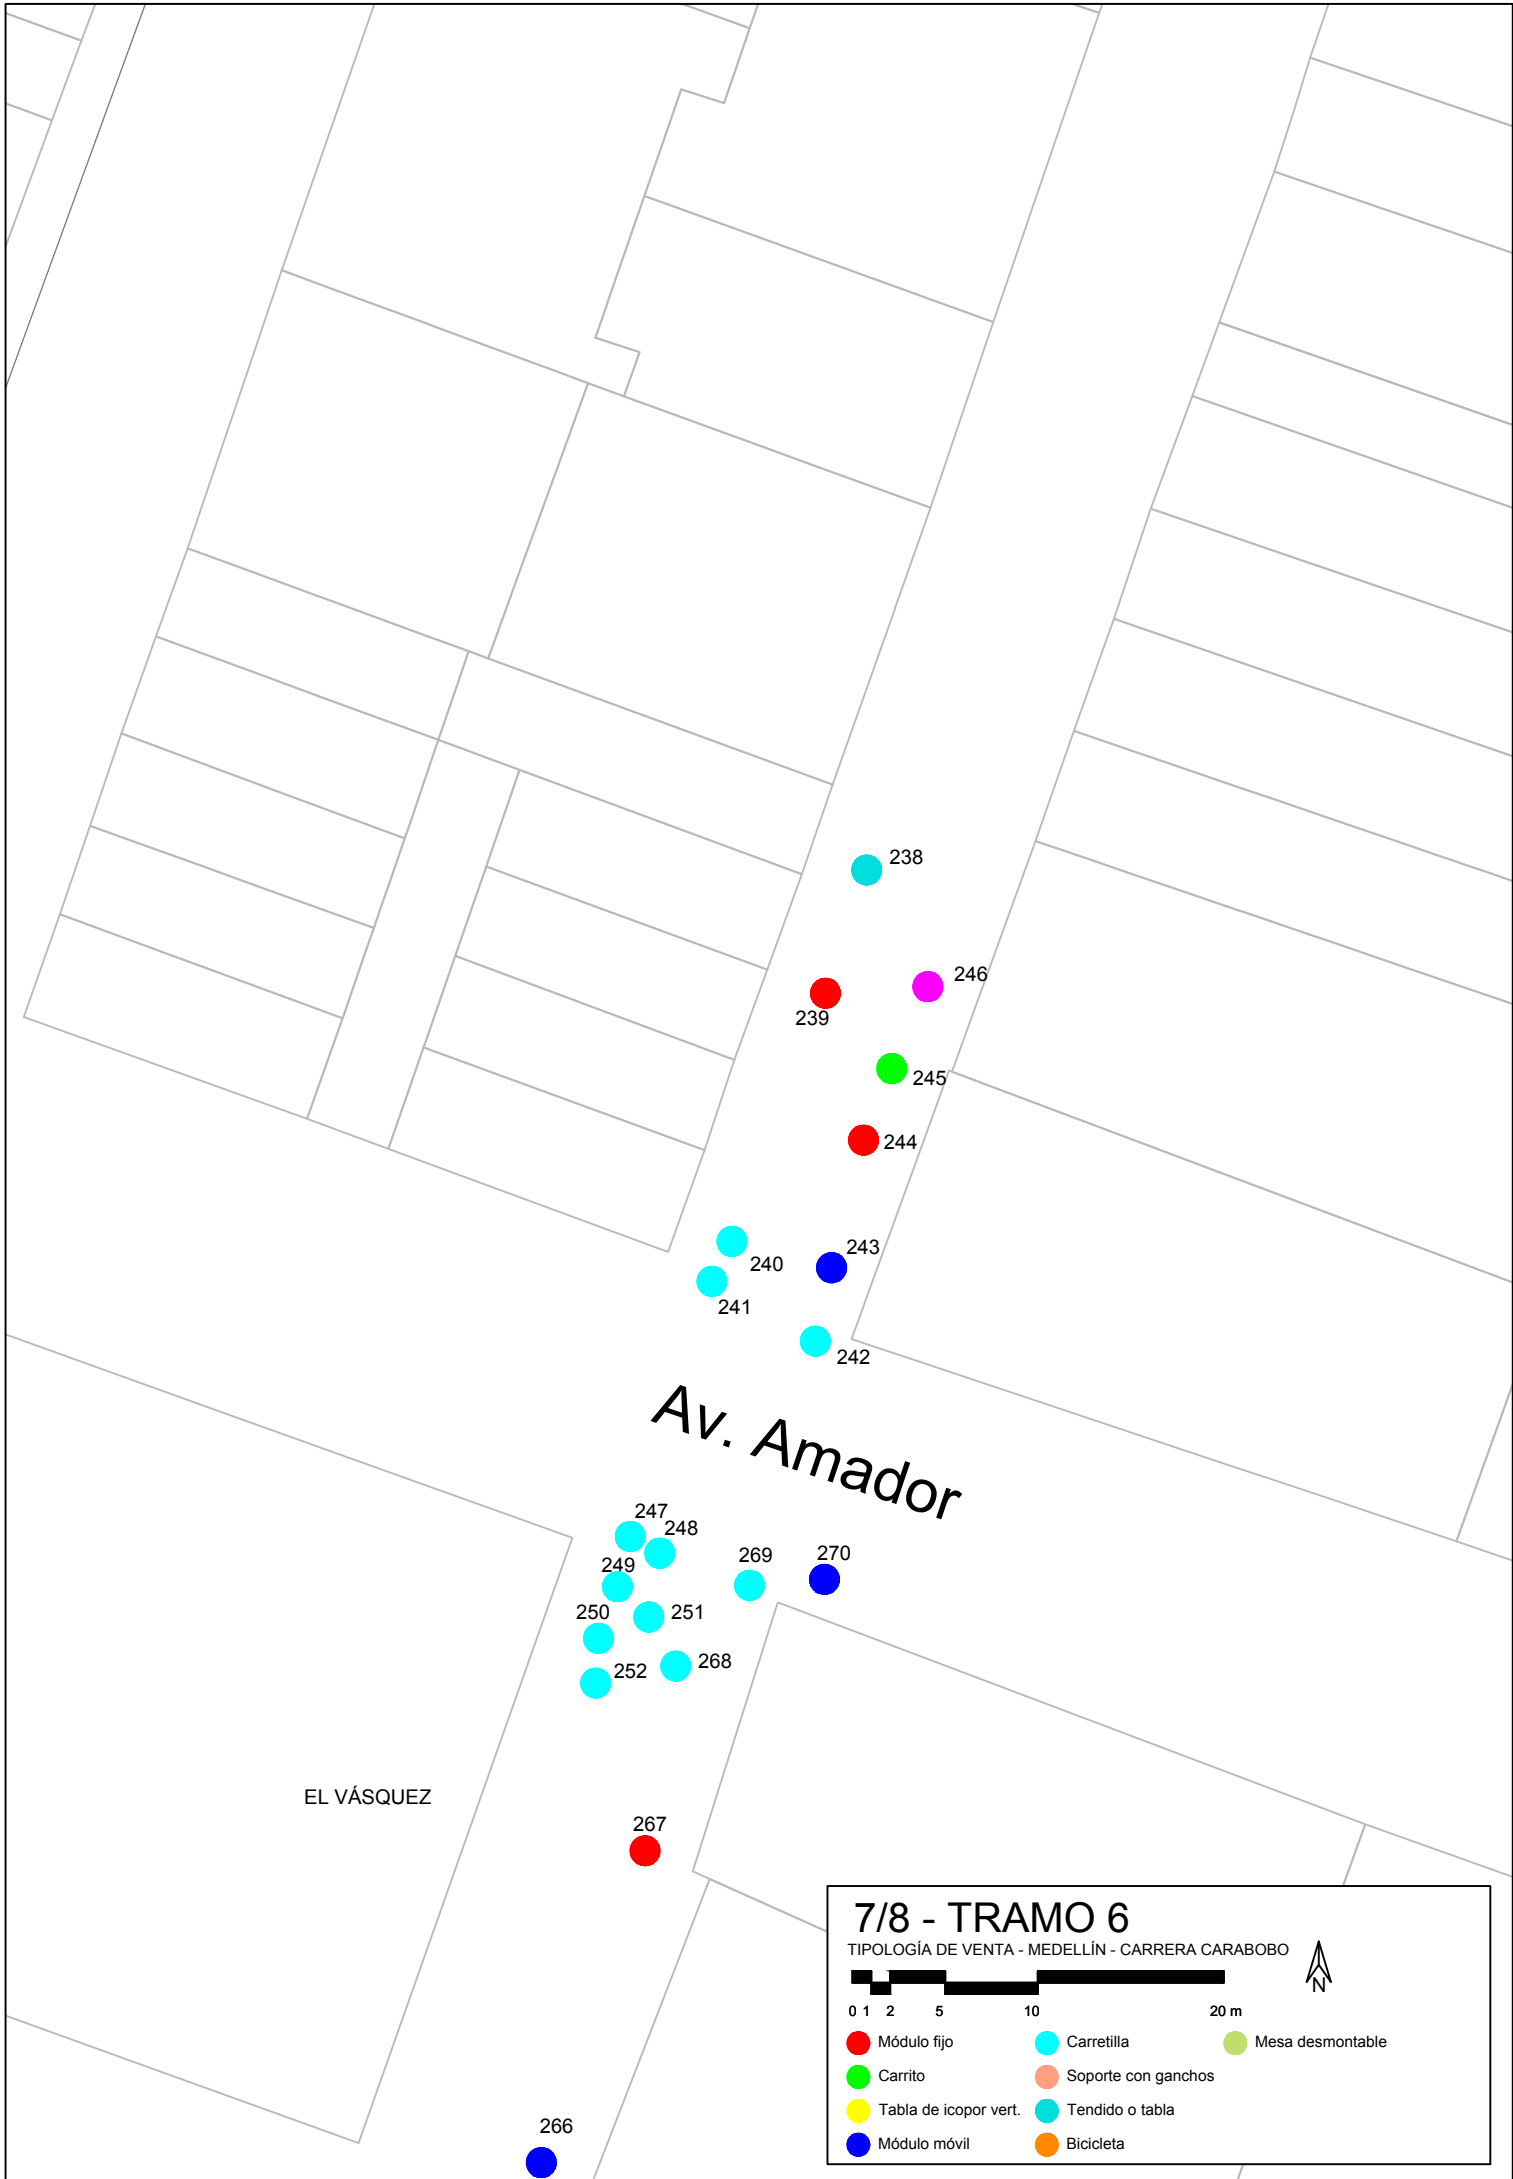 238
246
239
245
244
243
240
241
242
Av. Amador
247
248
249
269
270
250
251
252
268
EL VÁSQUEZ
267
266
7/8 - TRAMO 6
TIPOLOGÍA DE VENTA - MEDELLÍN - CARRERA CARABOBO
N
0 1 2 5 10 20 m
Módulo fijo
Carretilla
Mesa desmontable
Carrito
Soporte con ganchos
Tabla de icopor vert.
Tendido o tabla
Módulo móvil
Bicicleta